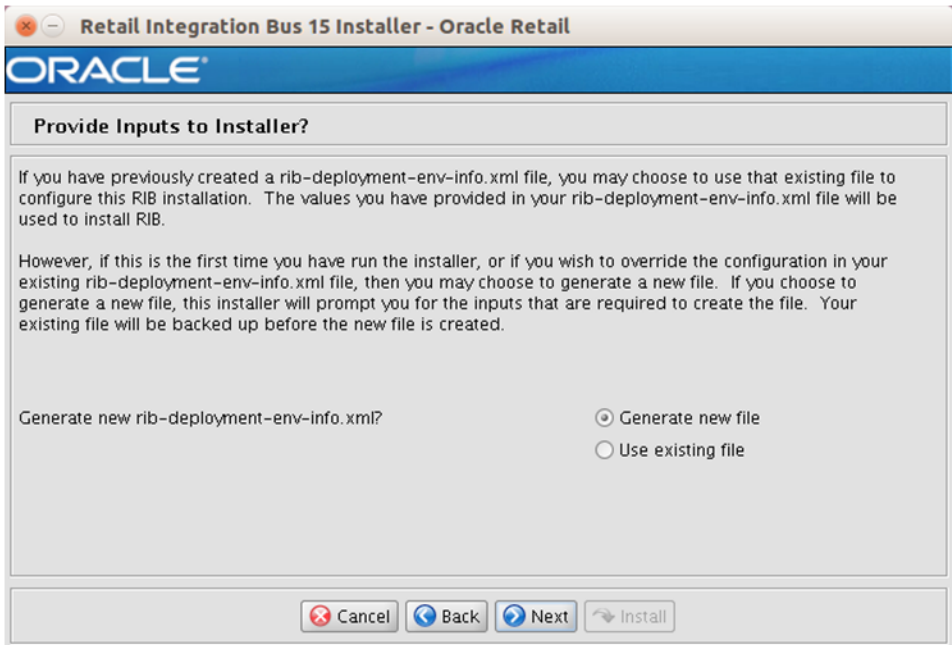 Retail Integration Bus 15 Installer - Oracle Retail
ORACLE®
Provide Inputs to Installer?
If you have previously created a rib-deployment-env-info.xml file, you may choose to use that existing file to
configure this RIB installation.  The values you have provided in your rib-deployment-env-info.xml file will be
used to install RIB.
However, if this is the first time you have run the installer, or if you wish to override the configuration in your
existing rib-deployment-env-info.xml file, then you may choose to generate a new file.  If you choose to
generate a new file, this installer will prompt you for the inputs that are required to create the file.  Your
existing file will be backed up before the new file is created.
Generate new rib-deployment-env-info.xml?
Generate new file
Use existing file
Cancel Back Next Install